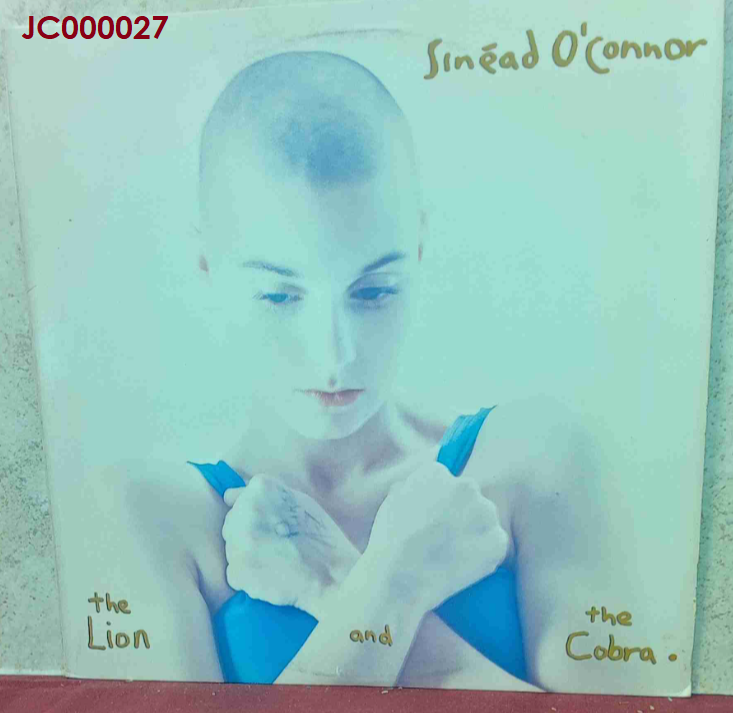 JC000027
Sinéad O'Connor
the
Lion
and
the
Cobra.